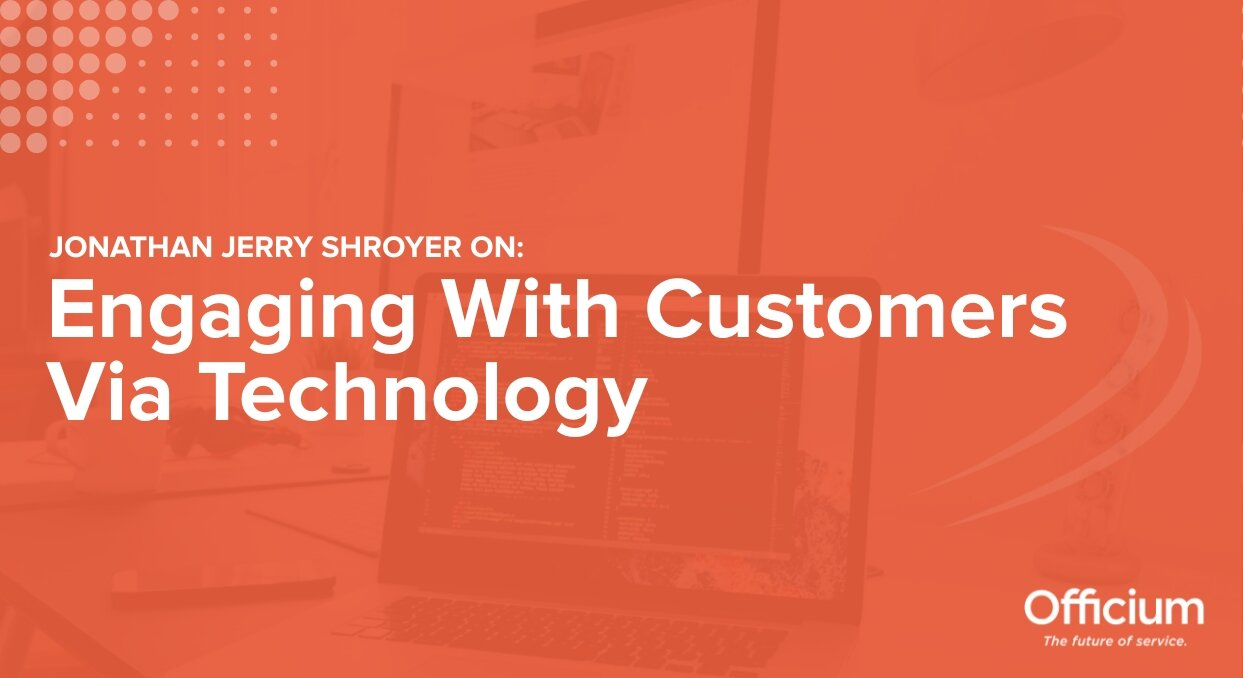 JONATHAN JERRY SHROYER ON:
Engaging With Customers
Via Technology
Officium
The future of service.